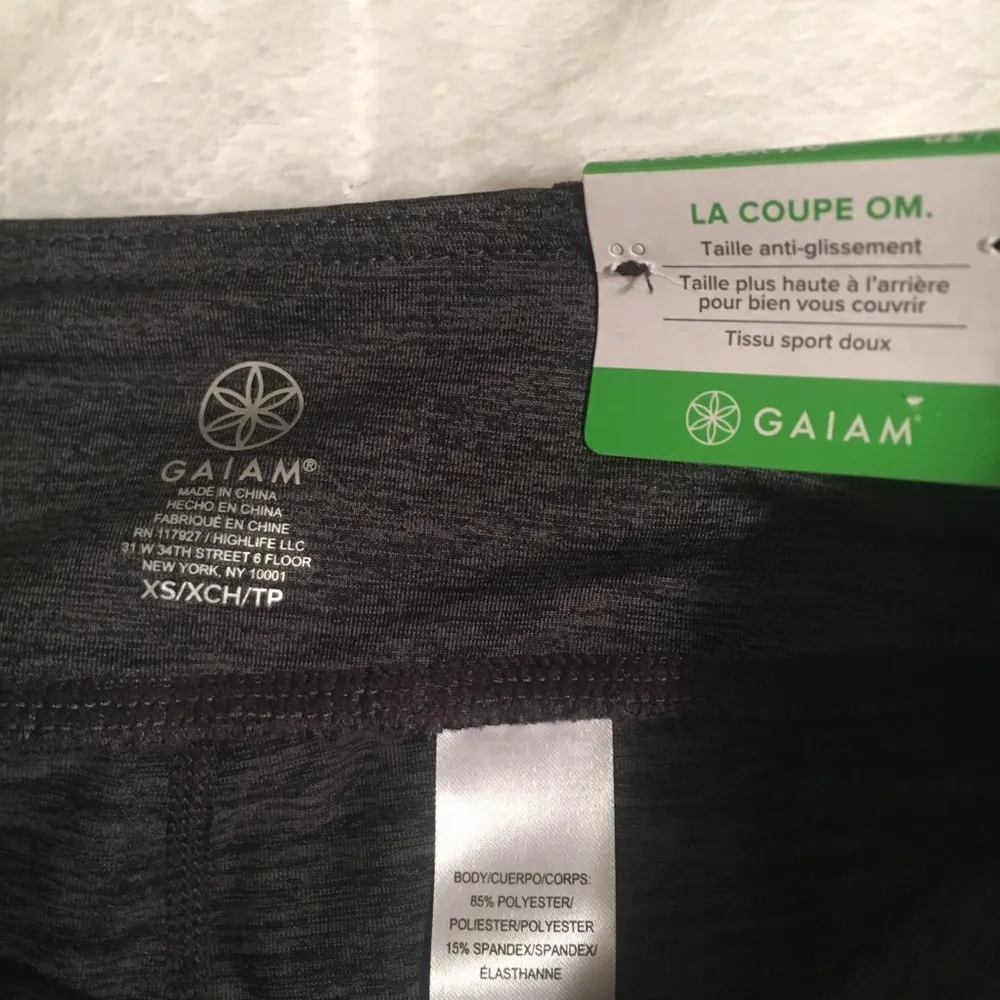 LA COUPE OM.
Taille anti-glissement
Taille plus haute à l'arrière
pour bien vous couvrir
Tissu sport doux
GAIAM
GAIAM®
MADE IN CHINA
HECHO EN CHINA
FABRIQUÉ EN CHINE
RN 117927 / HIGHLIFE LLC
31 W 34TH STREET 6 FLOOR
NEW YORK, NY 10001
XS/XCH/TP
BODY/CUERPO/CORPS:
85% POLYESTER/
POLIESTER/POLYESTER
15% SPANDEX/SPANDEX/
ÉLASTHANNE